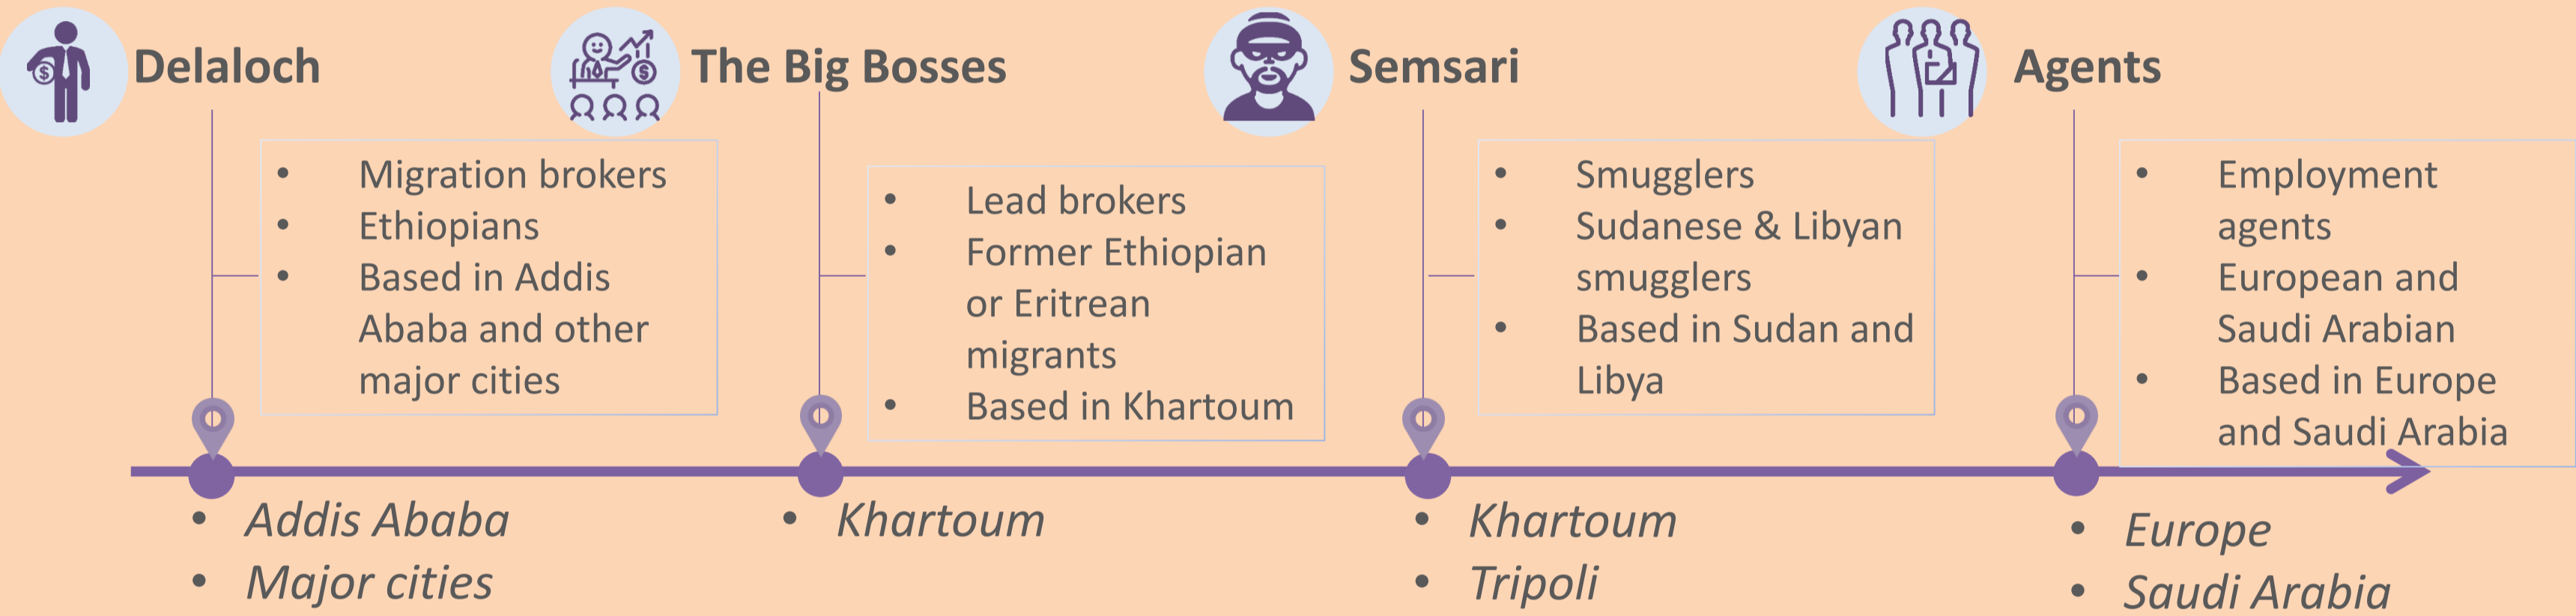 Delaloch
• Migration brokers
• Ethiopians
• Based in Addis
Ababa and other
major cities
• Addis Ababa
• Major cities
The Big Bosses
• Lead brokers
• Former Ethiopian
or Eritrean
migrants
• Based in Khartoum
• Khartoum
Semsari
• Smugglers
• Sudanese & Libyan
smugglers
• Based in Sudan and
Libya
• Khartoum
• Tripoli
Agents
• Employment
agents
• European and
Saudi Arabian
• Based in Europe
and Saudi Arabia
• Europe
• Saudi Arabia